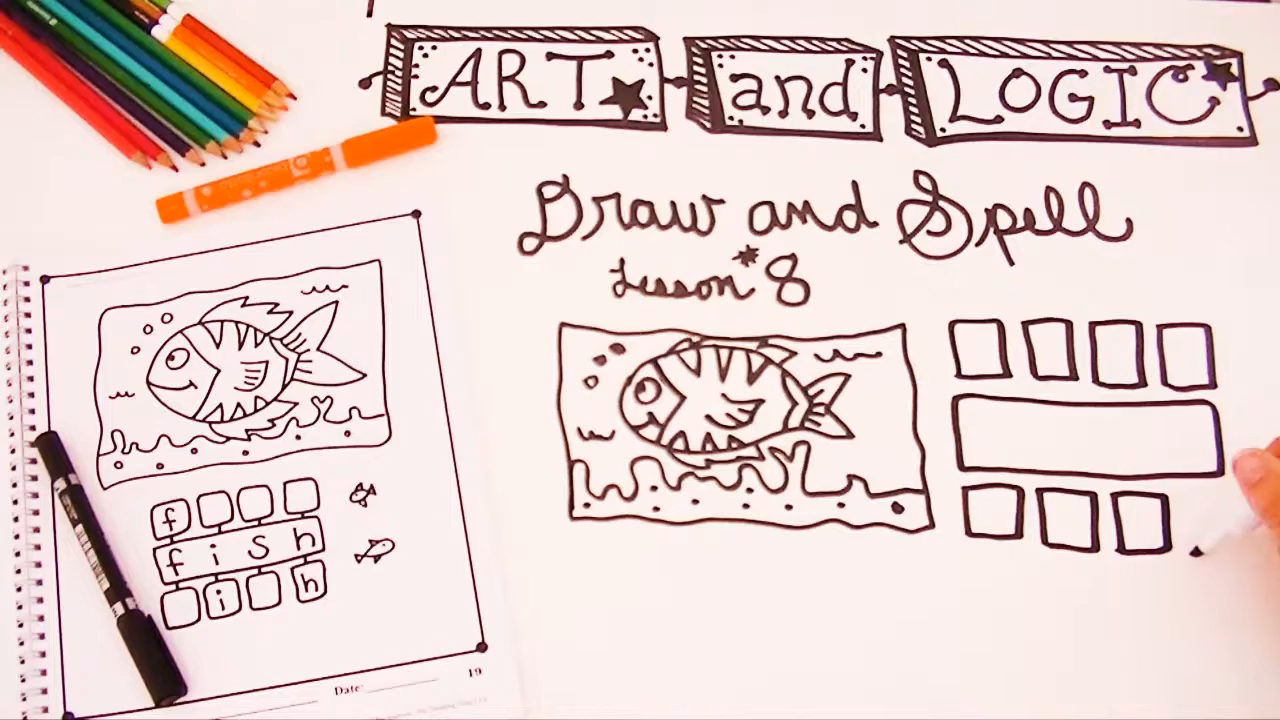 ART and LOGIC
Draw and Spell
Lesson #8
f
f i s h
i h
Date:
19